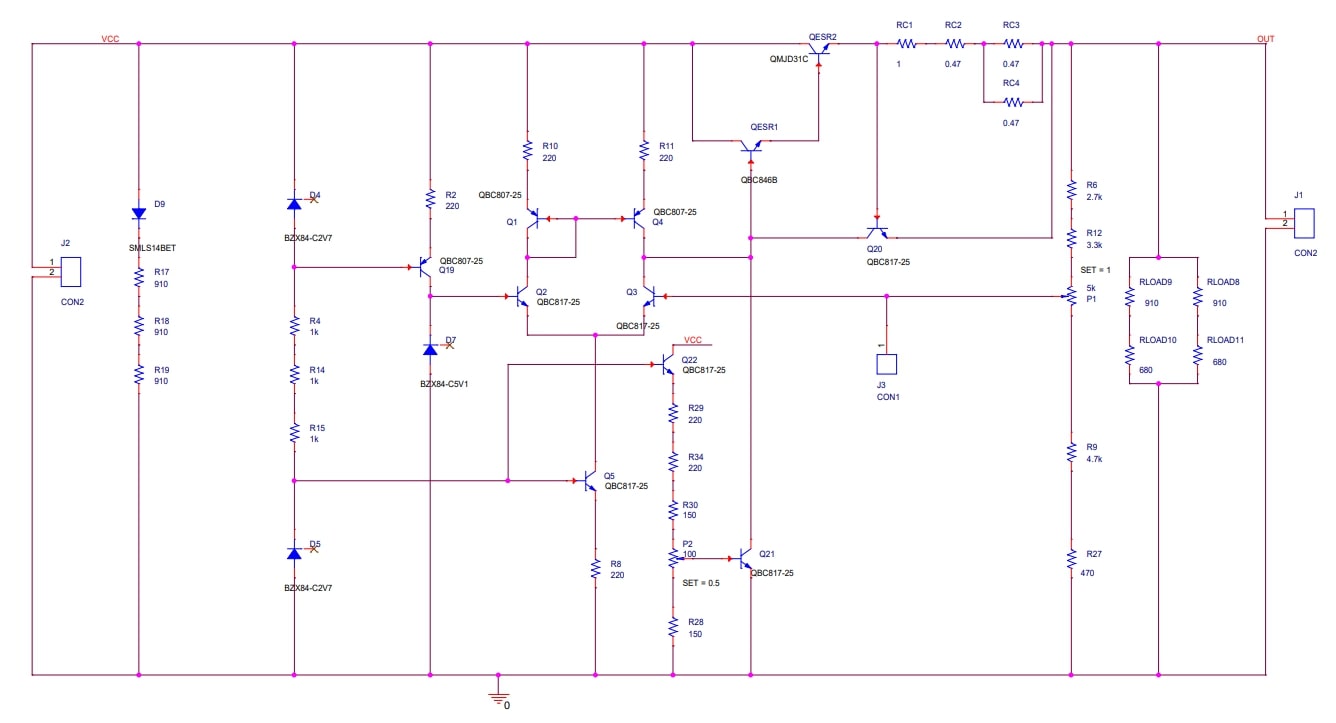 VCC
J2
1
2
CON2
D9
SMLS14BET
R17
910
R18
910
R19
910
D4
BZX84-C2V7
R4
1k
R14
1k
R15
1k
D5
BZX84-C2V7
R2
220
QBC807-25
Q19
D7
BZX84-C5V1
R10
220
QBC807-25
Q1
Q2
QBC817-25
R11
220
QBC807-25
Q4
Q3
QBC817-25
VCC
Q22
QBC817-25
R29
220
R34
220
R30
150
P2
100
SET = 0.5
R28
150
Q5
QBC817-25
R8
220
Q21
QBC817-25
0
QESR2
QMJD31C
QESR1
QBC846B
RC1
1
RC2
0.47
RC3
0.47
RC4
0.47
Q20
QBC817-25
1
J3
CON1
R6
2.7k
R12
3.3k
SET = 1
5k
P1
R9
4.7k
R27
470
RLOAD9
910
RLOAD8
910
RLOAD10
680
RLOAD11
680
OUT
J1
1
2
CON2